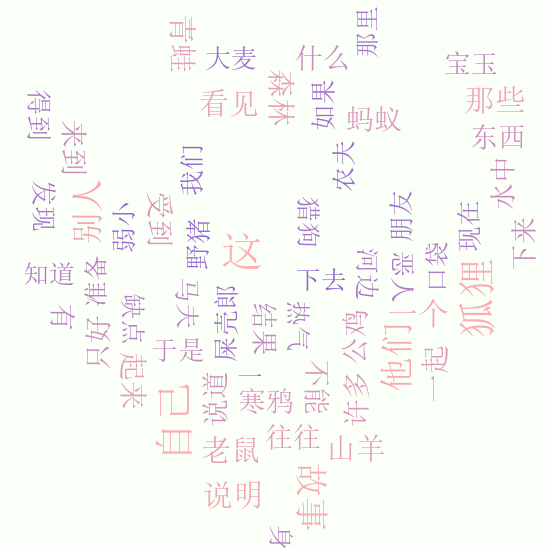 那里
青蛙
大麦
什么
宝玉
森林
如果
那些
看见
得到
蚂蚁
东西
来到
农夫
水中
我们
发现
别人
弱小
受到
野猪
猎狗
朋友
现在
下来
这
恶人
河边
口袋
知道
准备
下去
狐狸
有
只好
缺点
马夫
屎壳郎
结果
热气
公鸡
他们
一个
于是
起来
一起
自己
说道
一
寒鸦
不能
许多
往往
老鼠
山羊
说明
故事
身